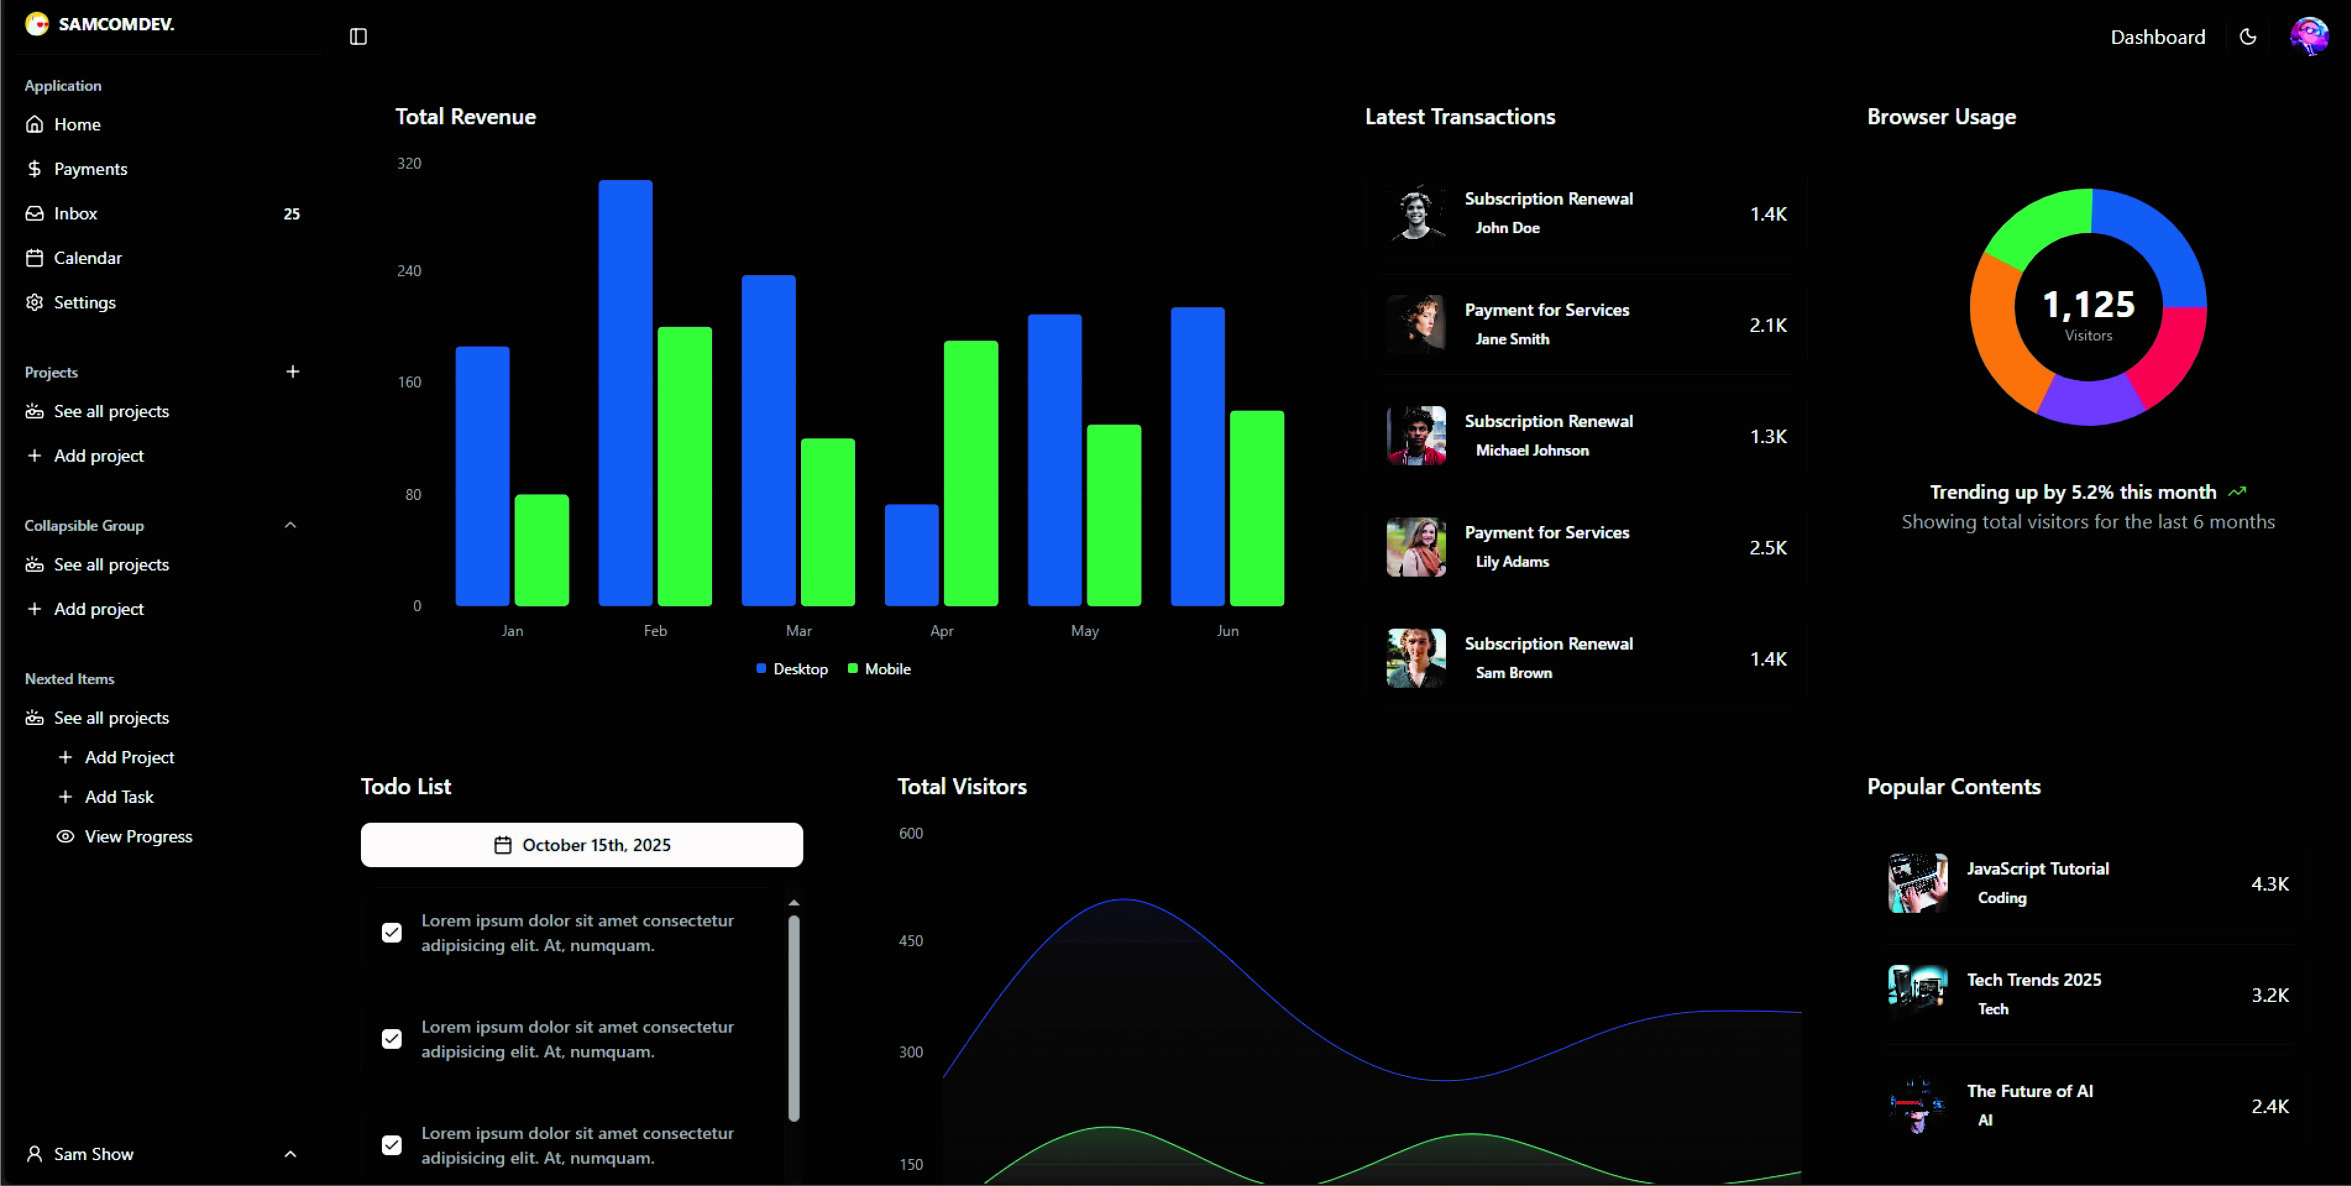 SAMCOMDEV.
Dashboard
Application
Home
Payments
Inbox 25
Calendar
Settings
Projects
See all projects
Add project
Collapsible Group
See all projects
Add project
Nexted Items
See all projects
Add Project
Add Task
View Progress
Sam Show
Total Revenue
320
240
160
80
0
Jan Feb Mar Apr May Jun
Desktop Mobile
Latest Transactions
Subscription Renewal
John Doe
1.4K
Payment for Services
Jane Smith
2.1K
Subscription Renewal
Michael Johnson
1.3K
Payment for Services
Lily Adams
2.5K
Subscription Renewal
Sam Brown
1.4K
Browser Usage
1,125
Visitors
Trending up by 5.2% this month
Showing total visitors for the last 6 months
Todo List
October 15th, 2025
Lorem ipsum dolor sit amet consectetur
adipisicing elit. At, numquam.
Lorem ipsum dolor sit amet consectetur
adipisicing elit. At, numquam.
Lorem ipsum dolor sit amet consectetur
adipisicing elit. At, numquam.
Total Visitors
600
450
300
150
Popular Contents
JavaScript Tutorial
Coding
4.3K
Tech Trends 2025
Tech
3.2K
The Future of AI
AI
2.4K